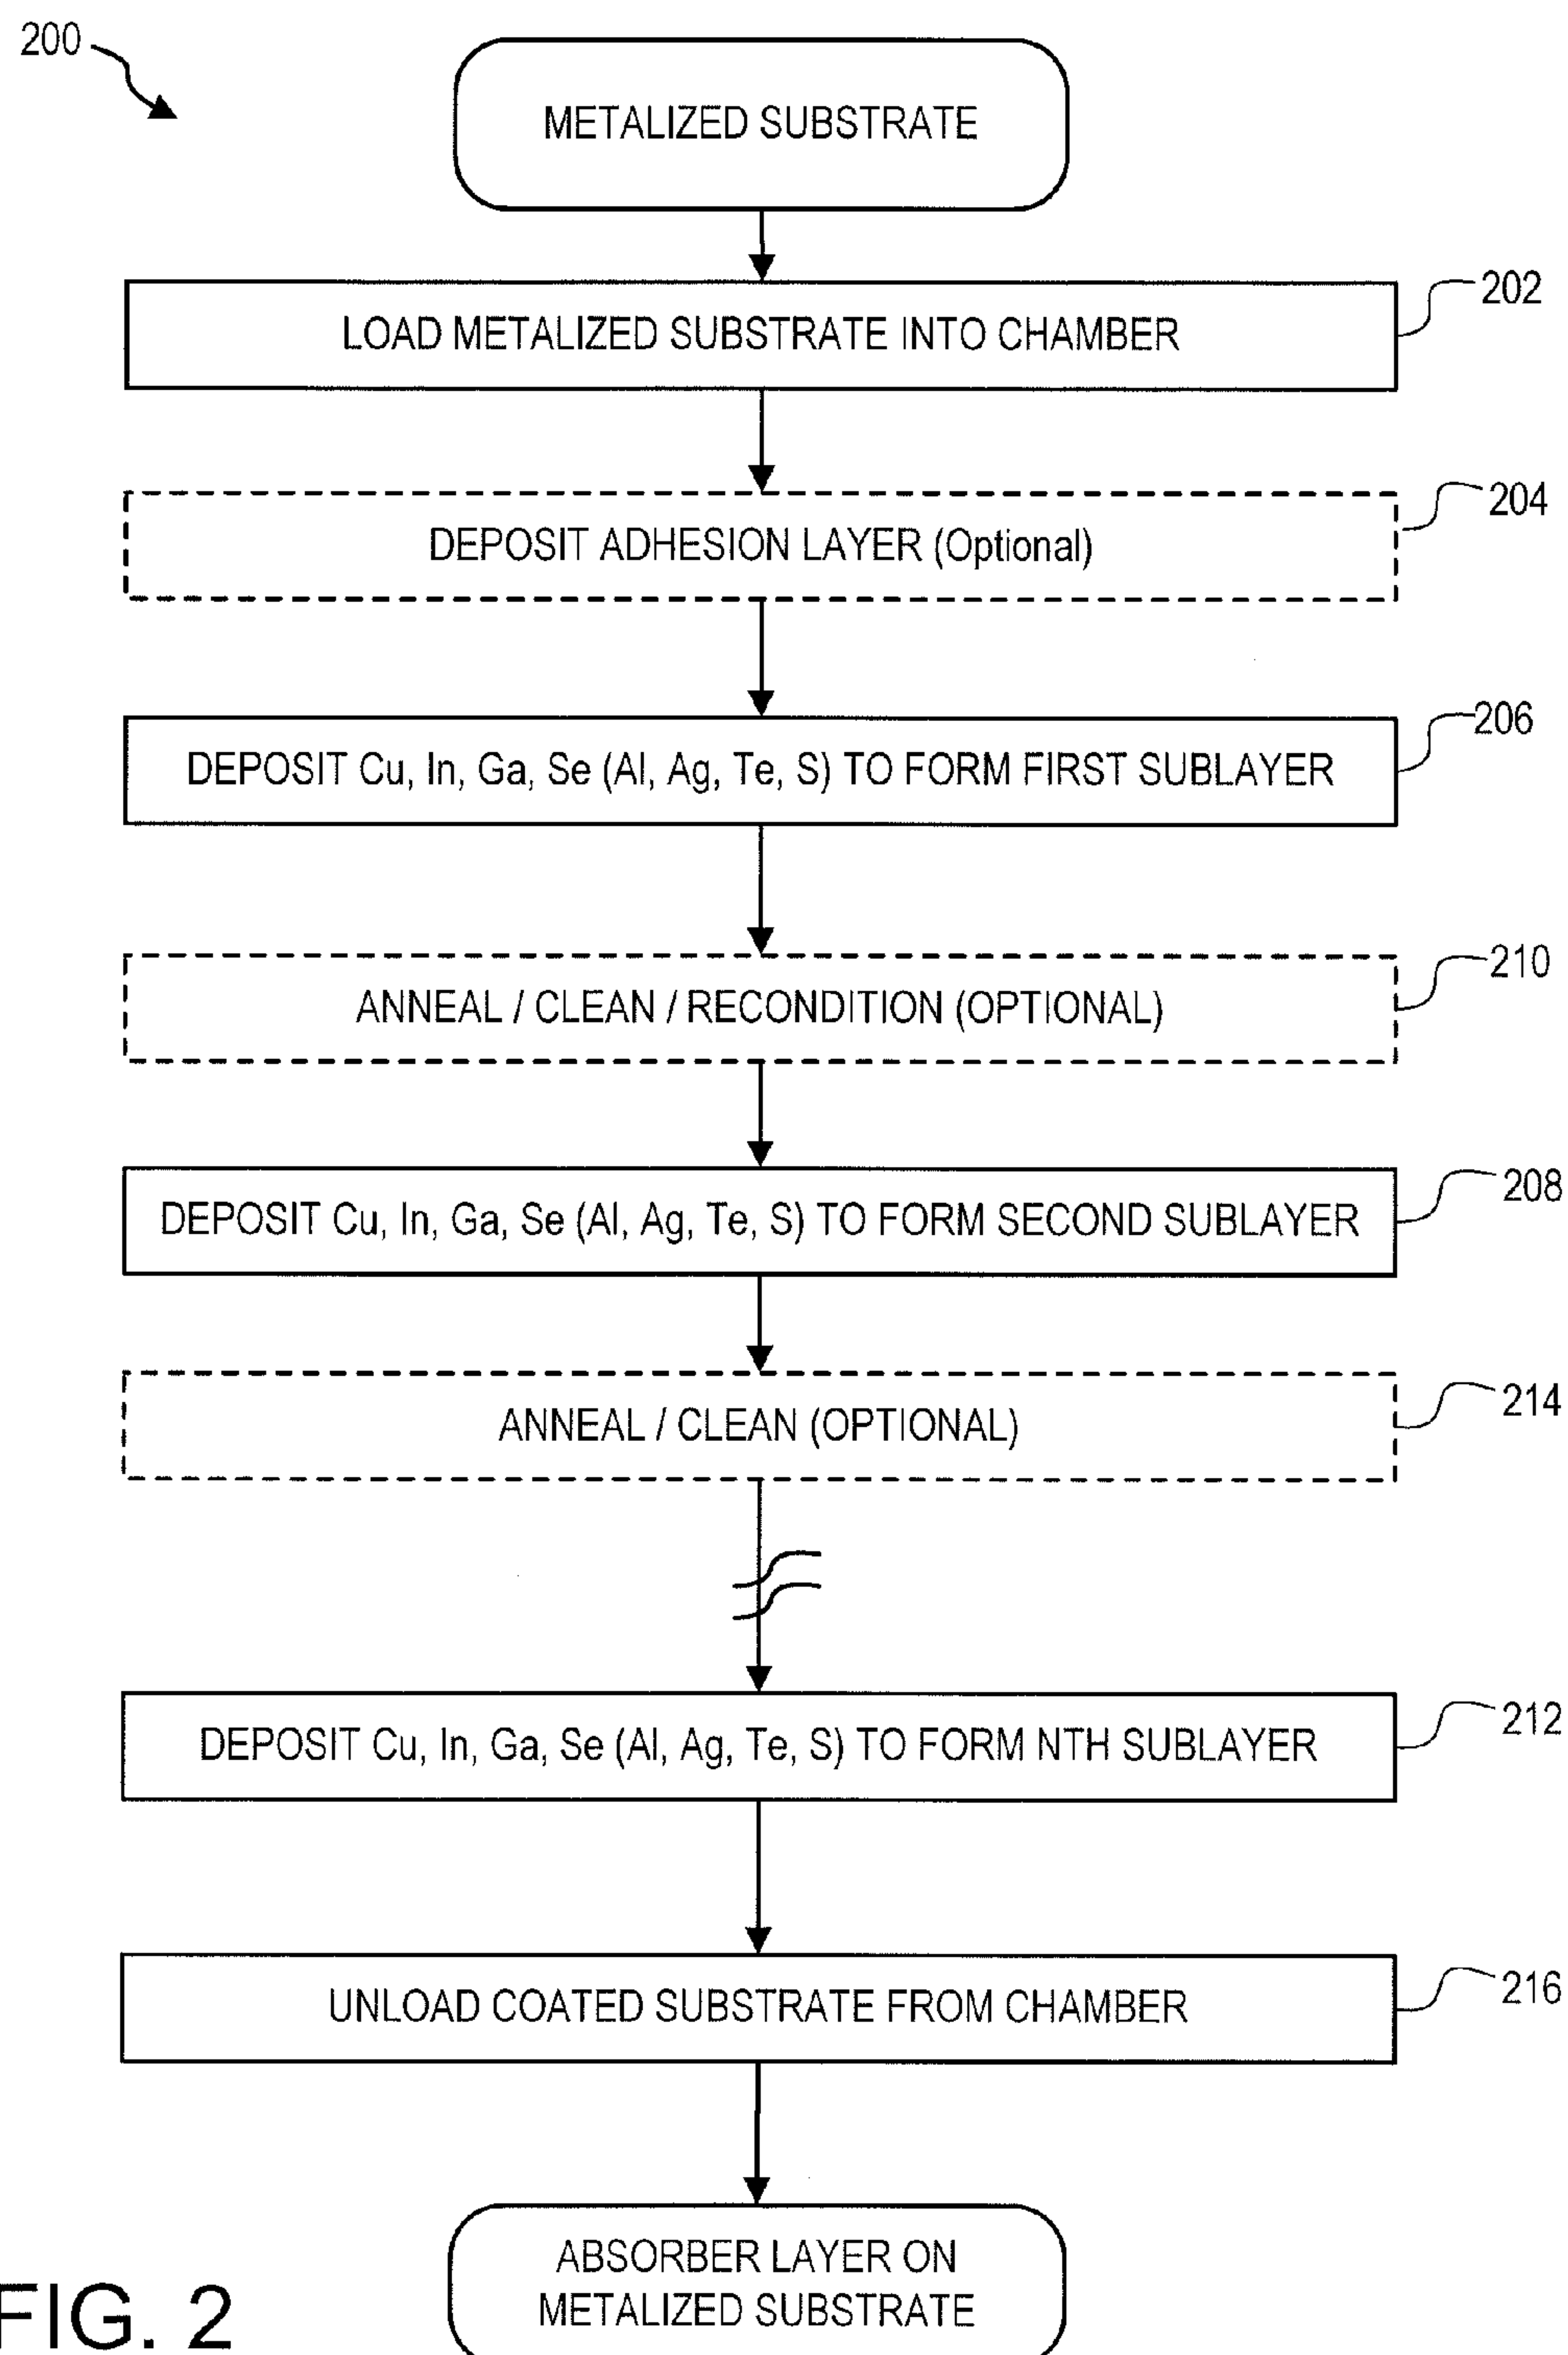 200
METALIZED SUBSTRATE
202
LOAD METALIZED SUBSTRATE INTO CHAMBER
204
DEPOSIT ADHESION LAYER (Optional)
206
DEPOSIT Cu, In, Ga, Se (Al, Ag, Te, S) TO FORM FIRST SUBLAYER
210
ANNEAL / CLEAN / RECONDITION (OPTIONAL)
208
DEPOSIT Cu, In, Ga, Se (Al, Ag, Te, S) TO FORM SECOND SUBLAYER
214
ANNEAL / CLEAN (OPTIONAL)
212
DEPOSIT Cu, In, Ga, Se (Al, Ag, Te, S) TO FORM NTH SUBLAYER
216
UNLOAD COATED SUBSTRATE FROM CHAMBER
ABSORBER LAYER ON
METALIZED SUBSTRATE
FIG. 2